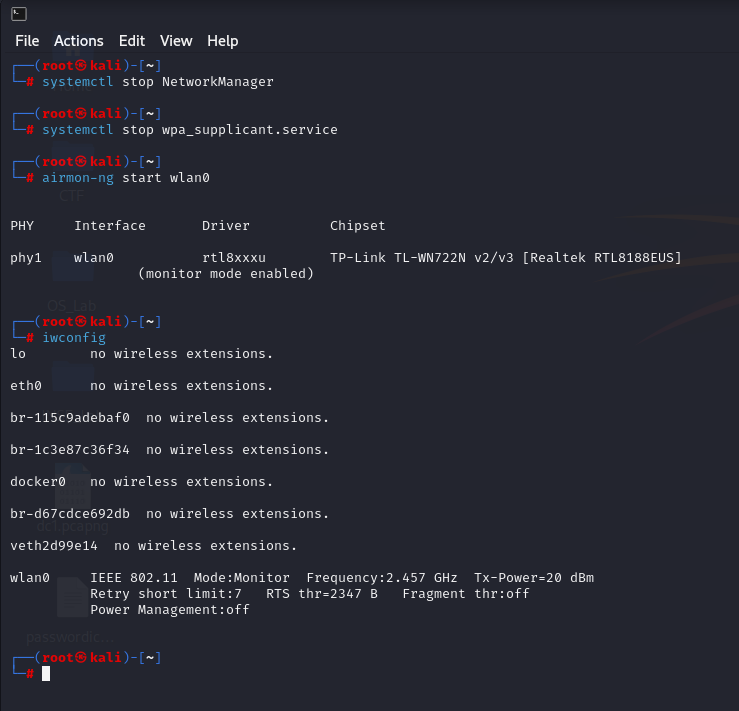 File Actions Edit View Help
┌──(root㉿kali)-[~]
└─# systemctl stop NetworkManager
┌──(root㉿kali)-[~]
└─# systemctl stop wpa_supplicant.service
┌──(root㉿kali)-[~]
└─# airmon-ng start wlan0
CTF
PHY Interface Driver Chipset
phy1 wlan0 rtl8xxxu TP-Link TL-WN722N v2/v3 [Realtek RTL8188EUS]
(monitor mode enabled)
OS_Lab
┌──(root㉿kali)-[~]
└─# iwconfig
lo no wireless extensions.
eth0 no wireless extensions.
br-115c9adebaf0 no wireless extensions.
br-1c3e87c36f34 no wireless extensions.
docker0 no wireless extensions.
br-d67cdce692db no wireless extensions.
veth2d99e14 no wireless extensions.
wlan0 IEEE 802.11 Mode:Monitor Frequency:2.457 GHz Tx-Power=20 dBm
Retry short limit:7 RTS thr=2347 B Fragment thr:off
Power Management:off
passwordic...
┌──(root㉿kali)-[~]
└─#